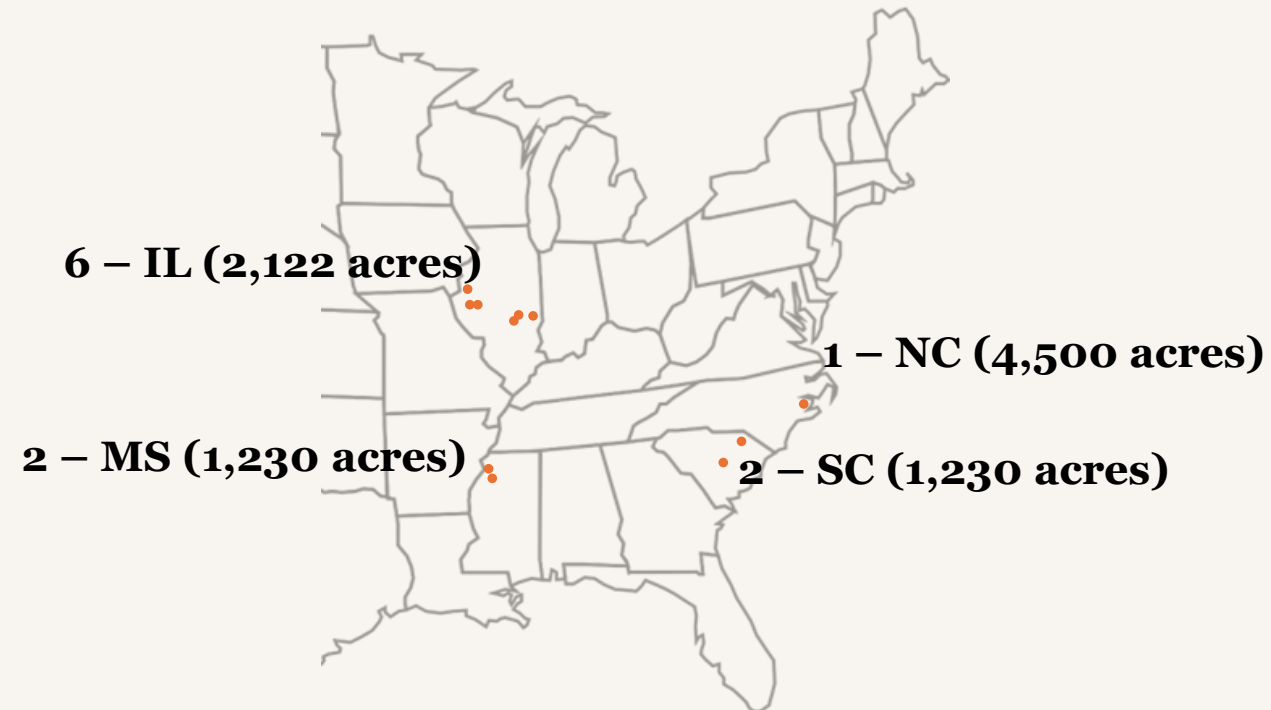 6 – IL (2,122 acres)
1 – NC (4,500 acres)
2 – MS (1,230 acres)
2 – SC (1,230 acres)